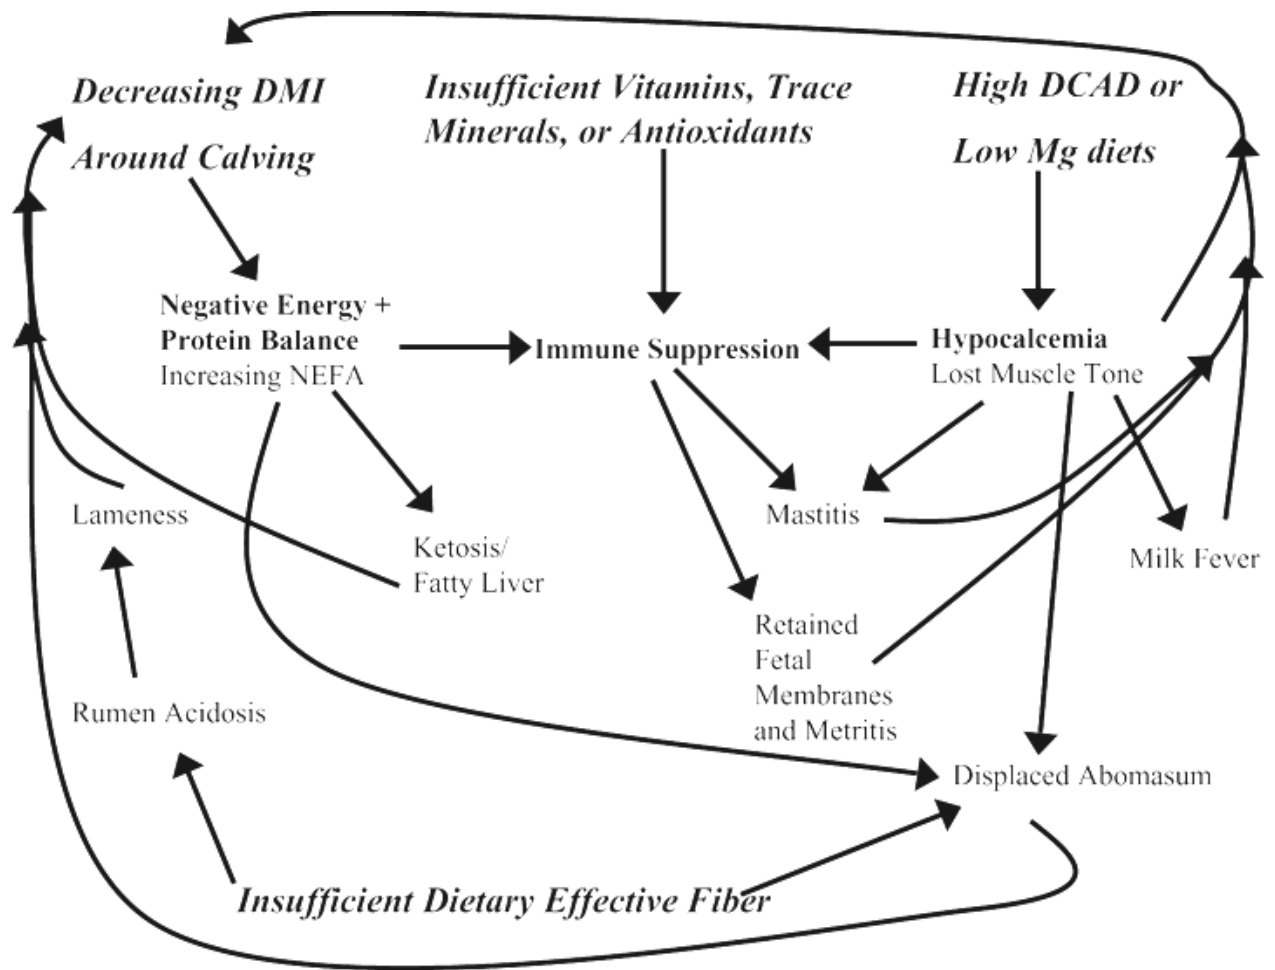 Decreasing DMI
Around Calving
Insufficient Vitamins, Trace
Minerals, or Antioxidants
High DCAD or
Low Mg diets
Negative Energy +
Protein Balance
Increasing NEFA
Immune Suppression
Hypocalcemia
Lost Muscle Tone
Lameness
Ketosis/
Fatty Liver
Mastitis
Milk Fever
Retained
Fetal
Membranes
and Metritis
Rumen Acidosis
Displaced Abomasum
Insufficient Dietary Effective Fiber